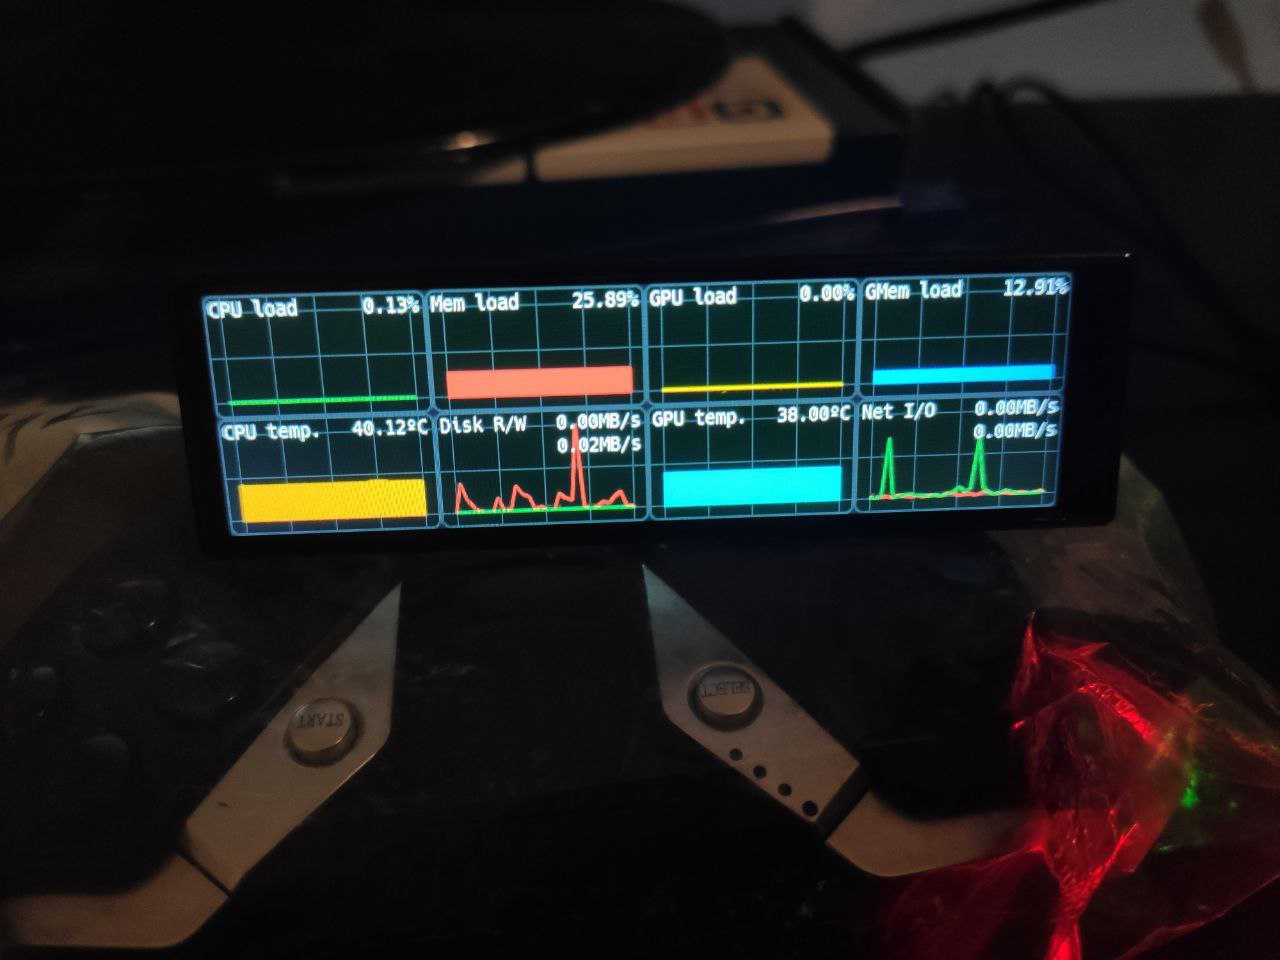 CPU load 0.13%
Mem load 25.89%
GPU load 0.00%
GMem load 12.91%
CPU temp. 40.12ºC
Disk R/W 0.00MB/s
0.02MB/s
GPU temp. 38.00ºC
Net I/O 0.00MB/s
0.00MB/s
START
SELECT